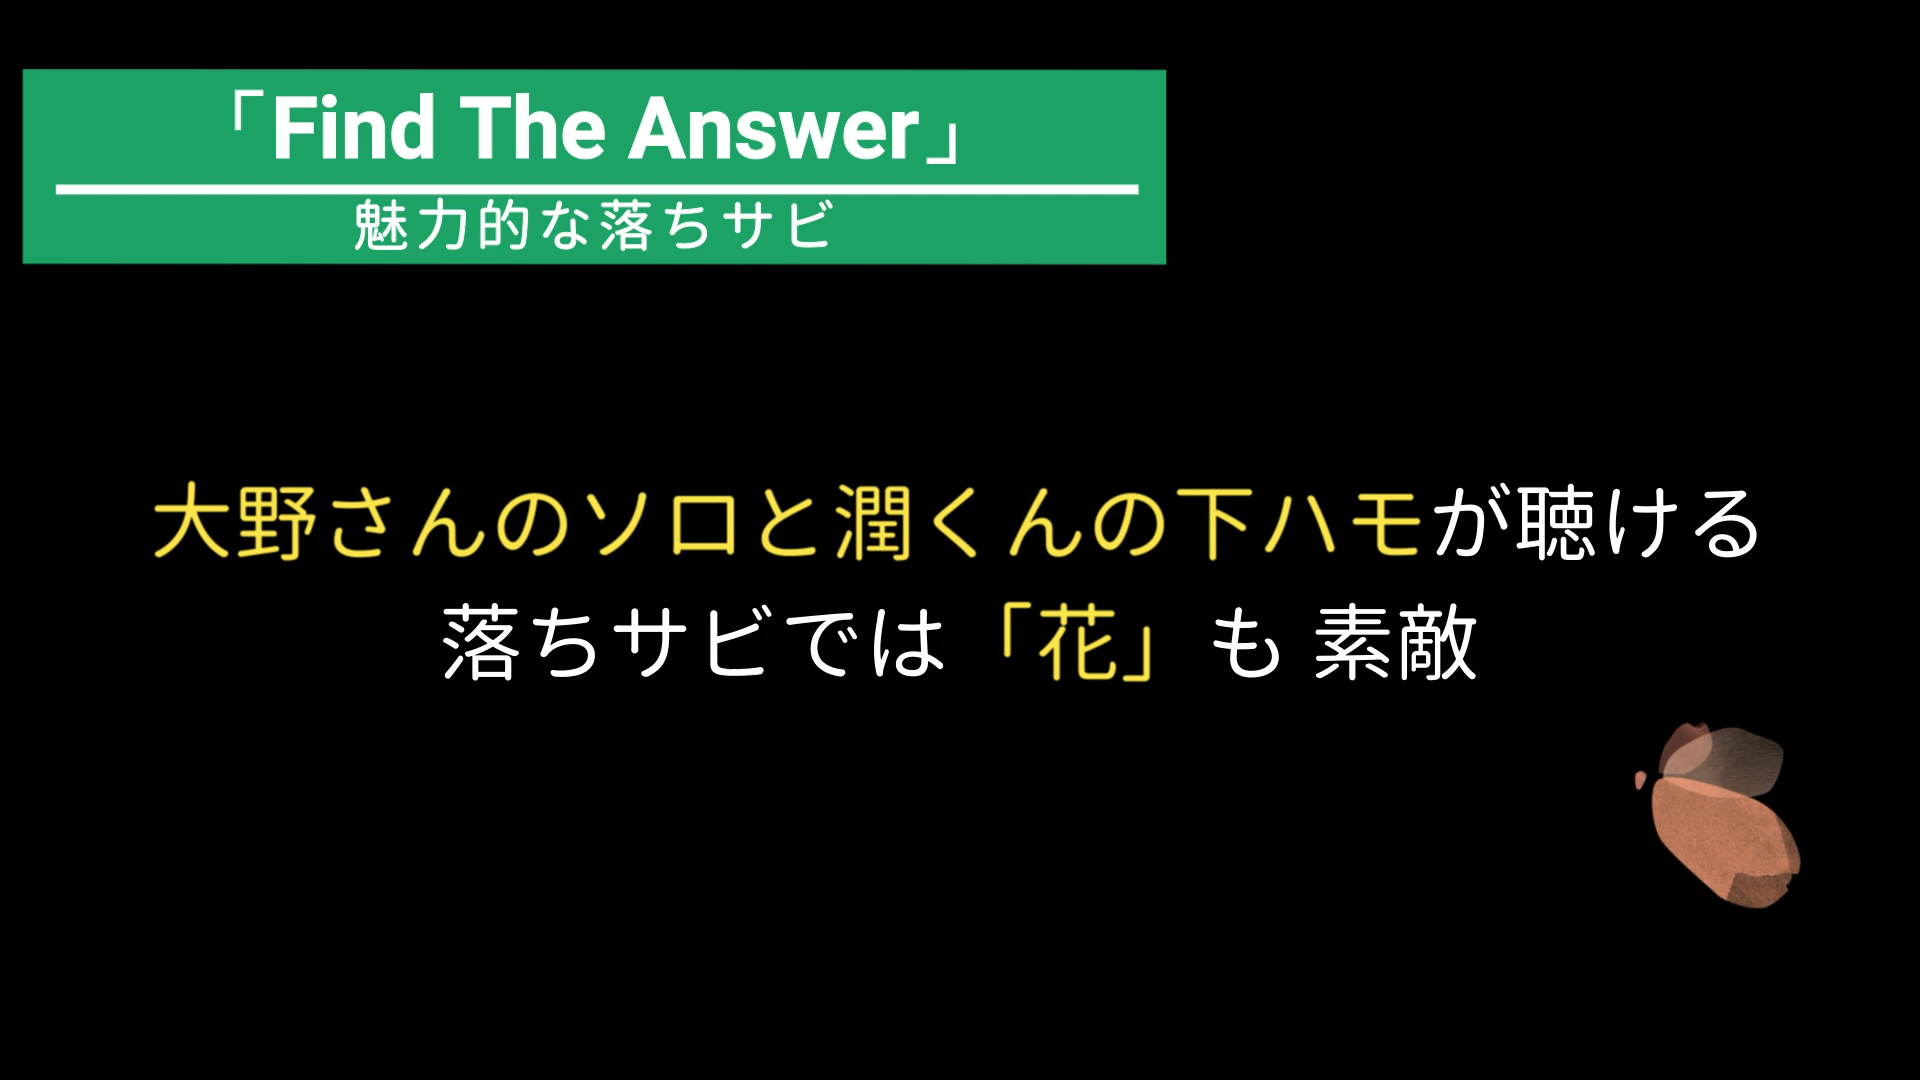 「Find The Answer」
魅力的な落ちサビ
大野さんのソロと潤くんの下ハモが聴ける
落ちサビでは「花」も 素敵